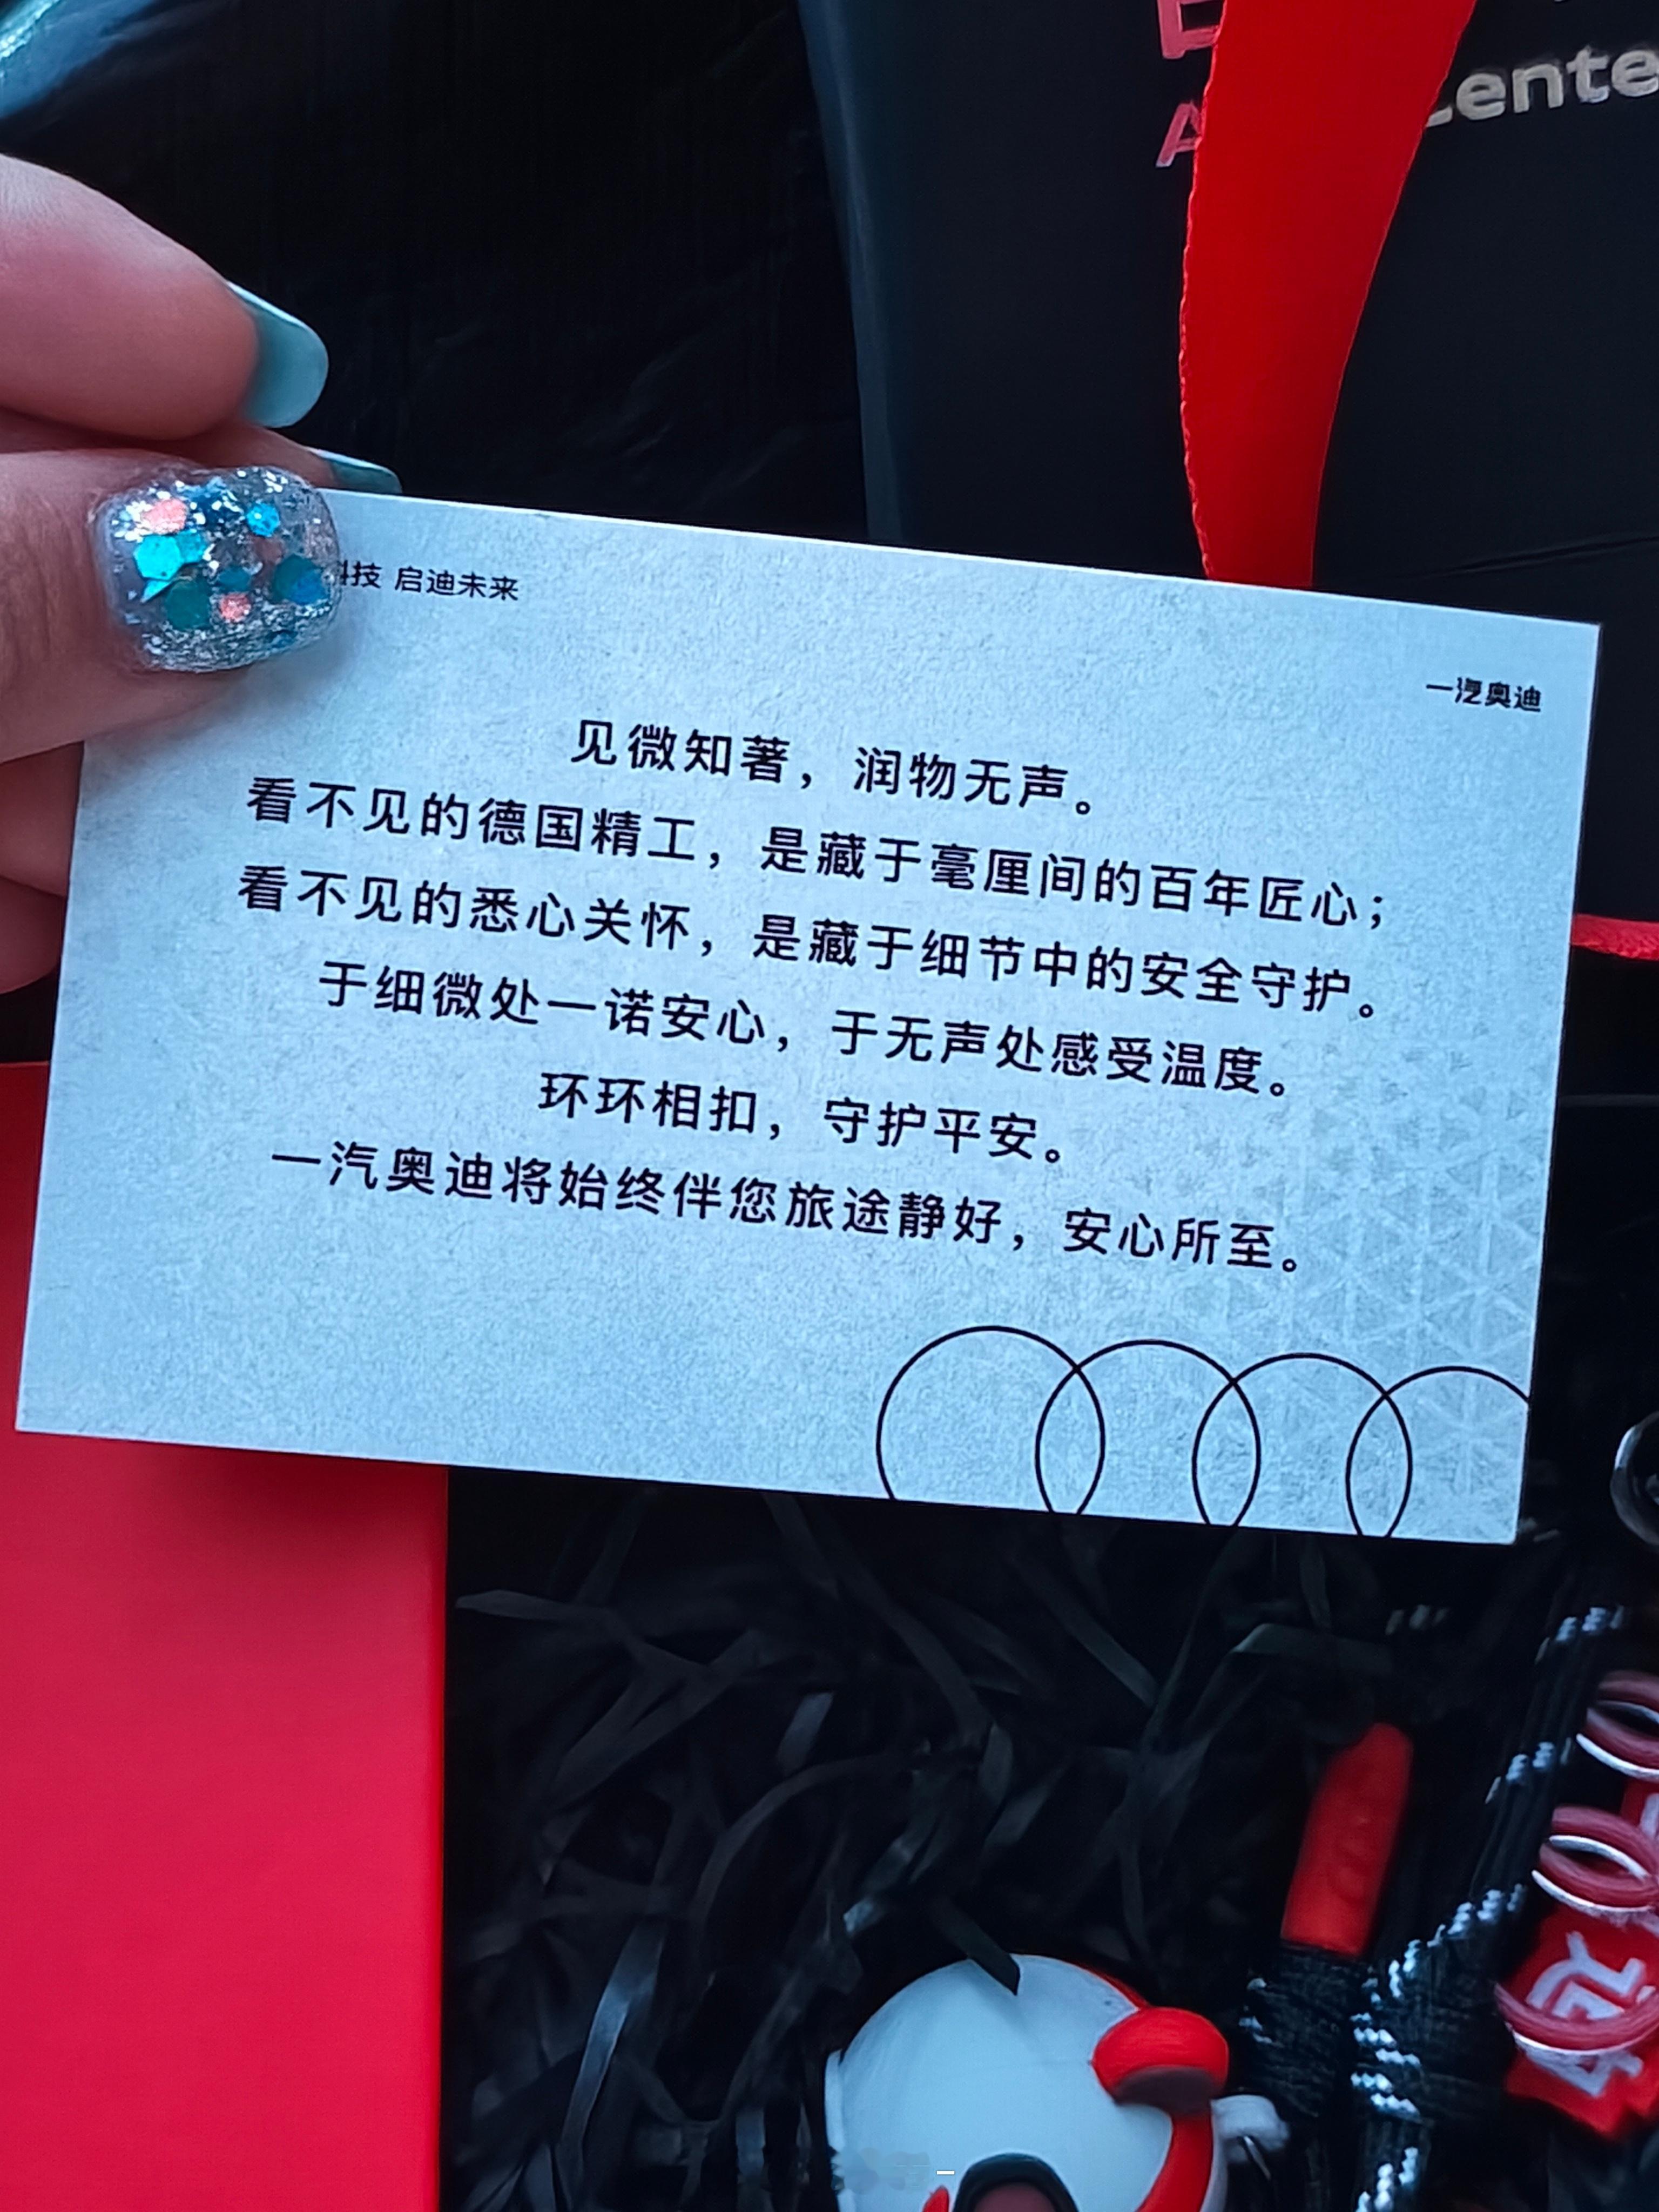 ente
科技 启迪未来
一汽奥迪
见微知著，润物无声。
看不见的德国精工，是藏于毫厘间的百年匠心；
看不见的悉心关怀，是藏于细节中的安全守护。
于细微处一诺安心，于无声处感受温度。
环环相扣，守护平安。
一汽奥迪将始终伴您旅途静好，安心所至。